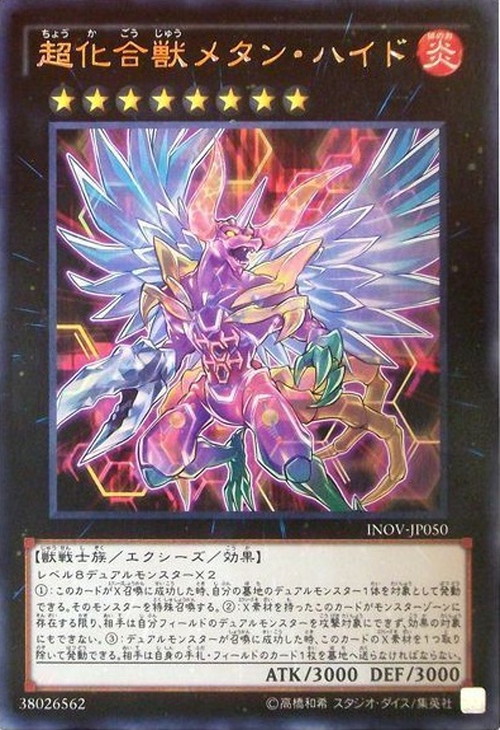 超化合獣メタン・ハイド
炎
INOV-JP050
【獣戦士族／エクシーズ／効果】
レベル８デュアルモンスター×２
①：このカードがX召喚に成功した時、自分の墓地のデュアルモンスター1体を対象として発動
できる。そのモンスターを特殊召喚する。②：X素材を持ったこのカードがモンスターゾーンに
存在する限り、相手は自分フィールドのデュアルモンスターを攻撃対象にできず、効果の対象
にもできない。③：デュアルモンスターが召喚に成功した時、このカードのX素材を1つ取り
除いて発動できる。相手は自身の手札・フィールドのカード1枚を墓地へ送らなければならない。
ATK/3000 DEF/3000
38026562
©高橋和希 スタジオ・ダイス/集英社